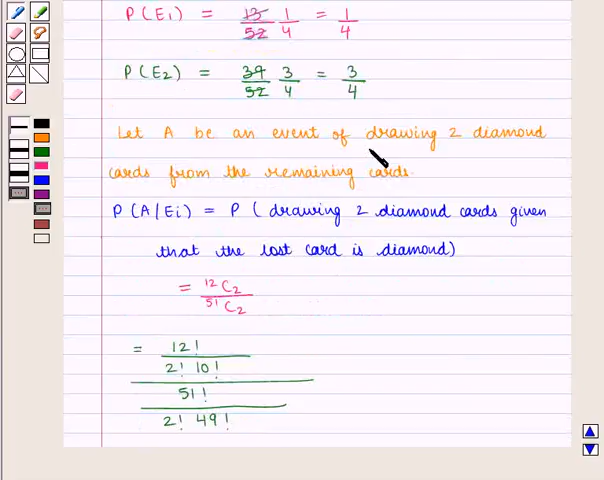 P(E1) = 13/52 1/4 = 1/4
P(E2) = 39/52 3/4 = 3/4
Let A be an event of drawing 2 diamond
cards from the remaining cards.
P(A/Ei) = P(drawing 2 diamond cards given
that the lost card is diamond)
= 12C2
51C2
= 12!
2! 10!
51!
2! 49!